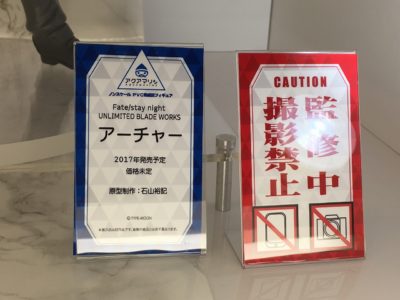 アクアマリン
ノンスケール PVC塗装済フィギュア
Fate/stay night
UNLIMITED BLADE WORKS
アーチャー
2017年発売予定
価格未定
原型制作:石山裕記
©TYPE-MOON
CAUTION
監修中
撮影禁止